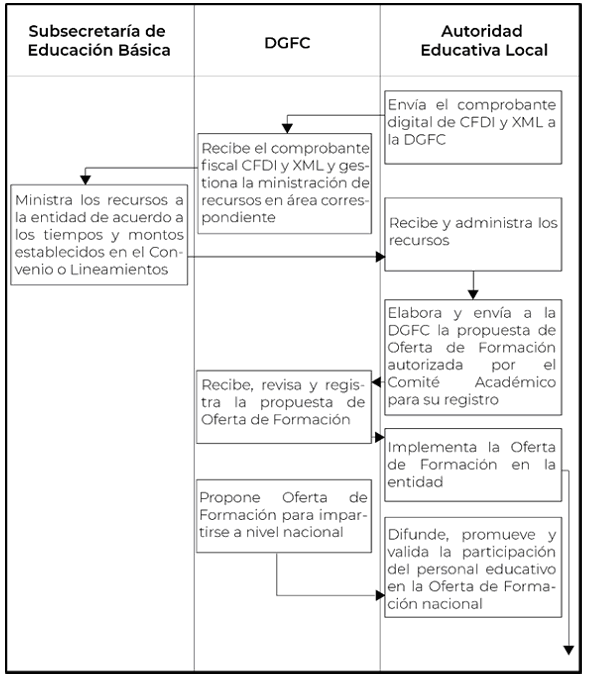 Subsecretaría de
Educación Básica
DGFC
Autoridad
Educativa Local
Envía el comprobante
digital de CFDI y XML a
la DGFC
Recibe el comprobante
fiscal CFDI y XML y ges-
tiona la ministración de
recursos en área corres-
pondiente
Ministra los recursos a
la entidad de acuerdo a
los tiempos y montos
establecidos en el Con-
venio o Lineamientos
Recibe y administra los
recursos
Elabora y envía a la
DGFC la propuesta de
Oferta de Formación
autorizada por el
Comité Académico
para su registro
Recibe, revisa y regis-
tra la propuesta de
Oferta de Formación
Implementa la Oferta
de Formación en la
entidad
Propone Oferta de
Formación para impar-
tirse a nivel nacional
Difunde, promueve y
valida la participación
del personal educativo
en la Oferta de Forma-
ción nacional